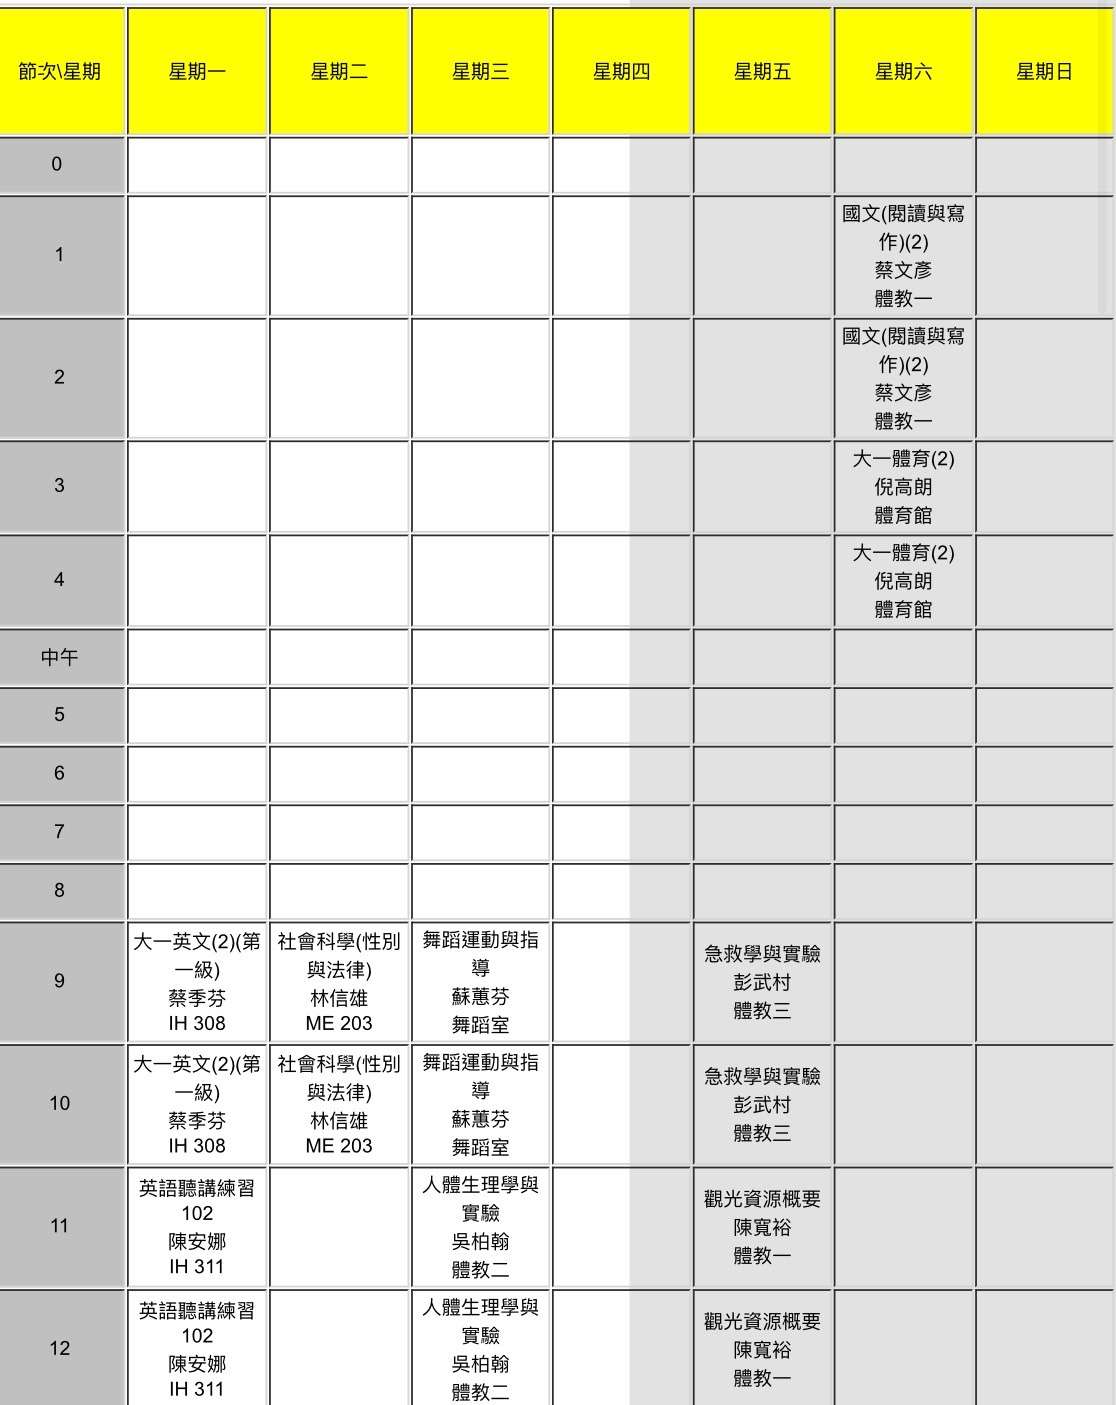 節次\星期 星期一 星期二 星期三 星期四 星期五 星期六 星期日
0
1
國文(閱讀與寫
作)(2)
蔡文彥
體教一
2
國文(閱讀與寫
作)(2)
蔡文彥
體教一
3
大一體育(2)
倪高朗
體育館
4
大一體育(2)
倪高朗
體育館
中午
5
6
7
8
9
大一英文(2)(第
一級)
蔡季芬
IH 308
社會科學(性別
與法律)
林信雄
ME 203
舞蹈運動與指
導
蘇蕙芬
舞蹈室
急救學與實驗
彭武村
體教三
10
大一英文(2)(第
一級)
蔡季芬
IH 308
社會科學(性別
與法律)
林信雄
ME 203
舞蹈運動與指
導
蘇蕙芬
舞蹈室
急救學與實驗
彭武村
體教三
11
英語聽講練習
102
陳安娜
IH 311
人體生理學與
實驗
吳柏翰
體教二
觀光資源概要
陳寬裕
體教一
12
英語聽講練習
102
陳安娜
IH 311
人體生理學與
實驗
吳柏翰
體教二
觀光資源概要
陳寬裕
體教一